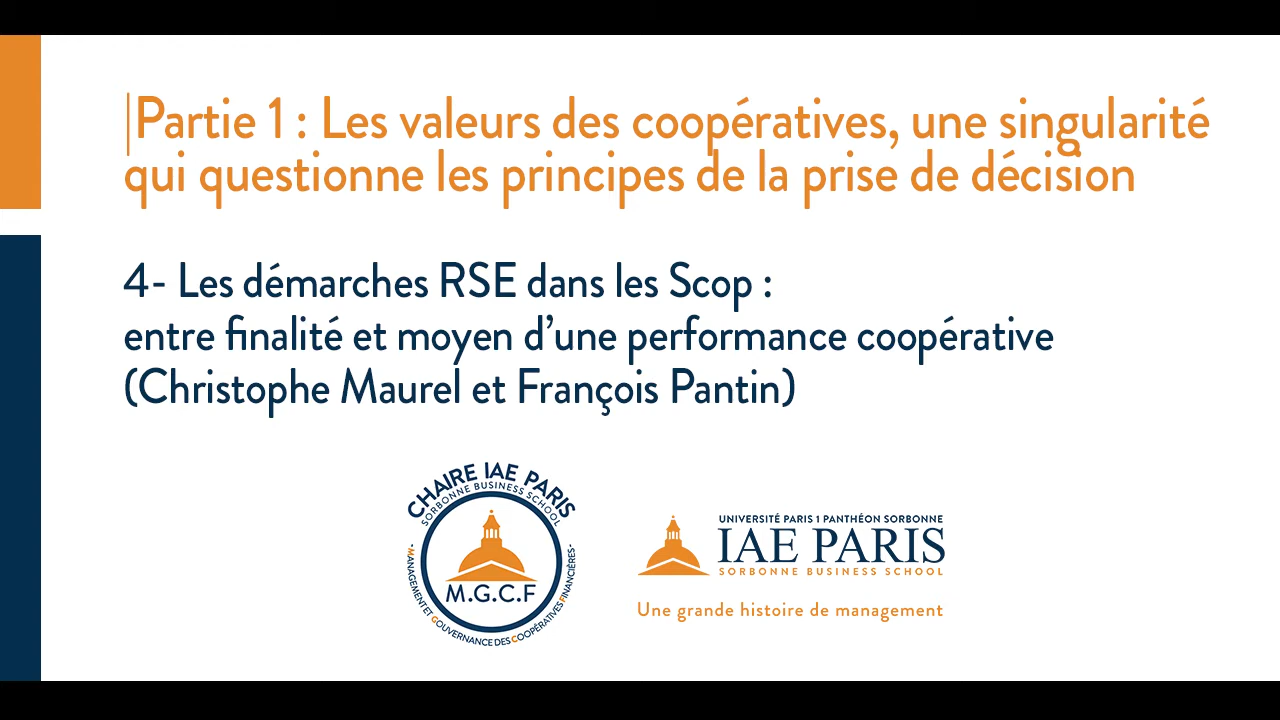 Partie 1 : Les valeurs des coopératives, une singularité
qui questionne les principes de la prise de décision
4- Les démarches RSE dans les Scop :
entre finalité et moyen d’une performance coopérative
(Christophe Maurel et François Pantin)
CHAIRE IAE PARIS
SORBONNE BUSINESS SCHOOL
M.G.C.F
-MANAGEMENT ET GOUVERNANCE DES COOPÉRATIVES FINANCIÈRES-
UNIVERSITÉ PARIS 1 PANTHÉON SORBONNE
IAE PARIS
SORBONNE BUSINESS SCHOOL
Une grande histoire de management